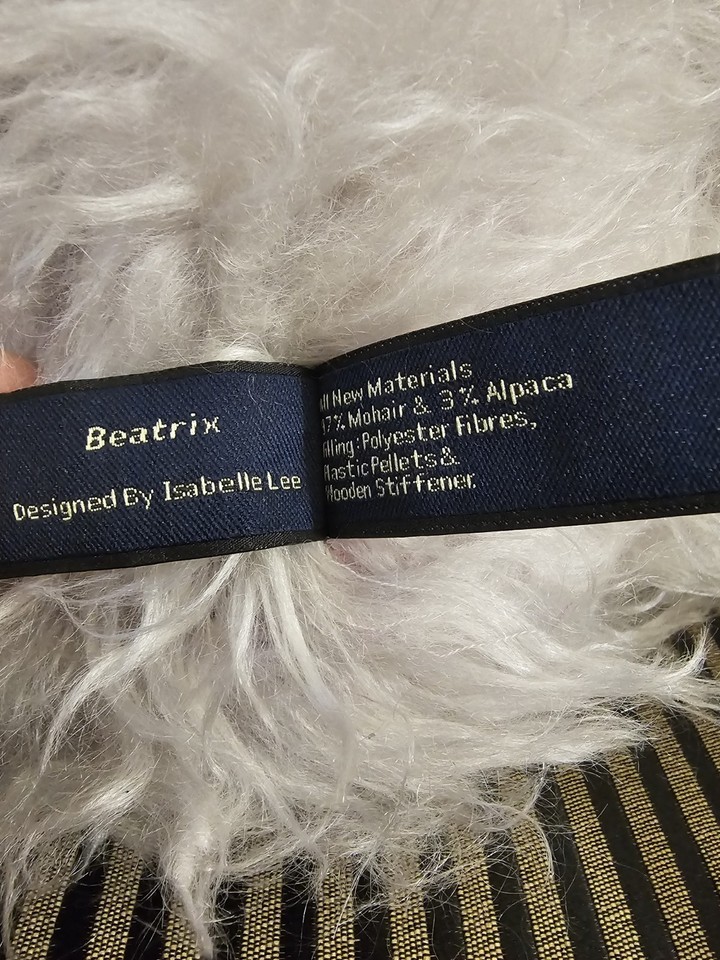 Beatrix
Designed By Isabelle Lee
New Materials
Mohair & 3% Alpaca
Polyester Fibres,
Pellets &
Stiffener.